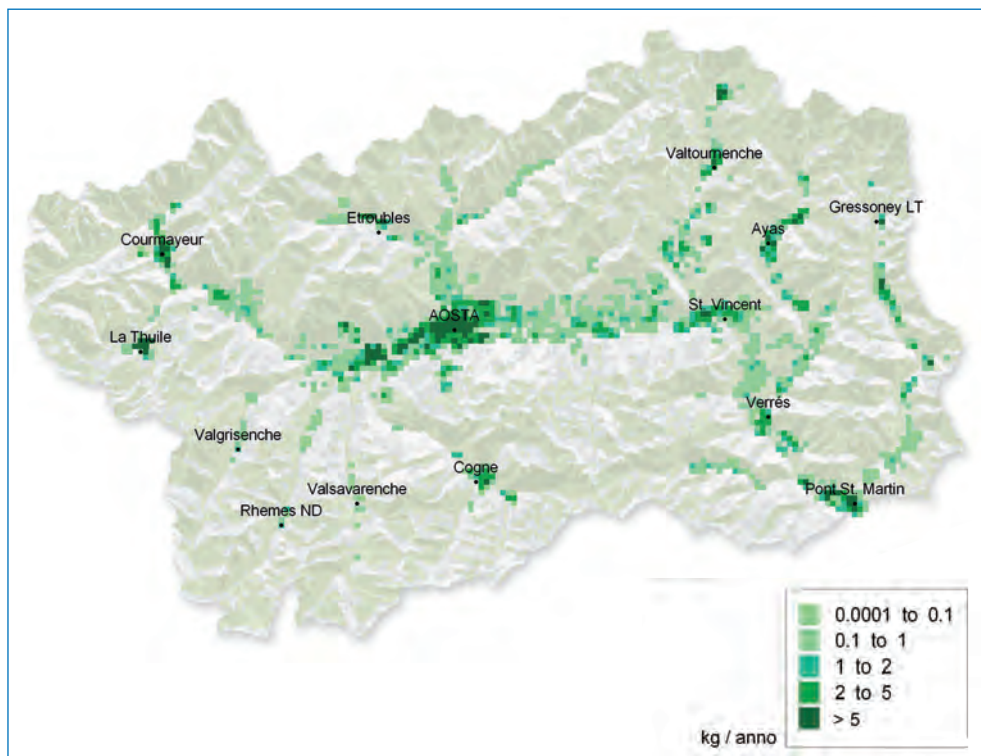 Valtournenche
Gressoney LT
Etroubles
Ayas
Courmayeur
St. Vincent
AOSTA
La Thuile
Verrés
Valgrisenche
Cogne
Valsavarenche
Pont St. Martin
Rhemes ND
0.0001 to 0.1
0.1 to 1
1 to 2
2 to 5
> 5
kg / anno